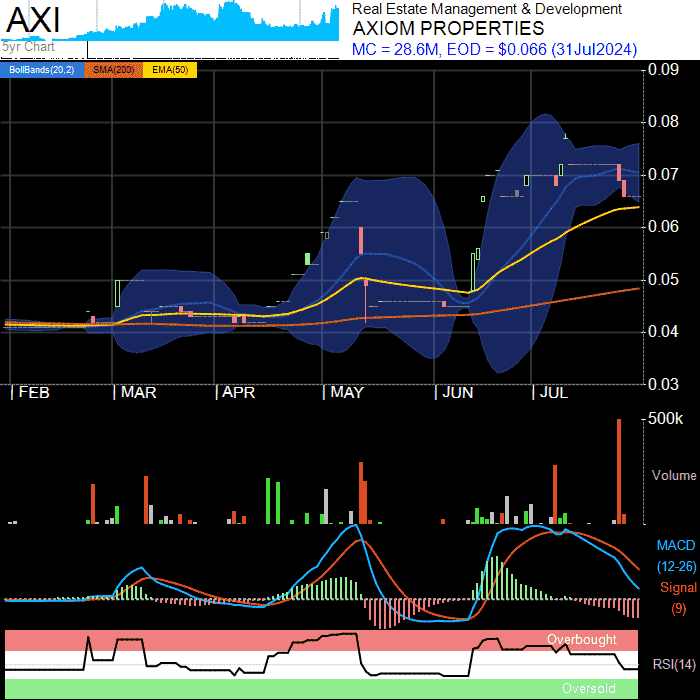 AXI
5yr Chart
Real Estate Management & Development
AXIOM PROPERTIES
MC = 28.6M, EOD = $0.066 (31Jul2024)
BollBands(20,2) SMA(200) EMA(50)
0.09
0.08
0.07
0.06
0.05
0.04
0.03
FEB MAR APR MAY JUN JUL
500k
Volume
MACD
(12-26)
Signal
(9)
Overbought
RSI(14)
Oversold